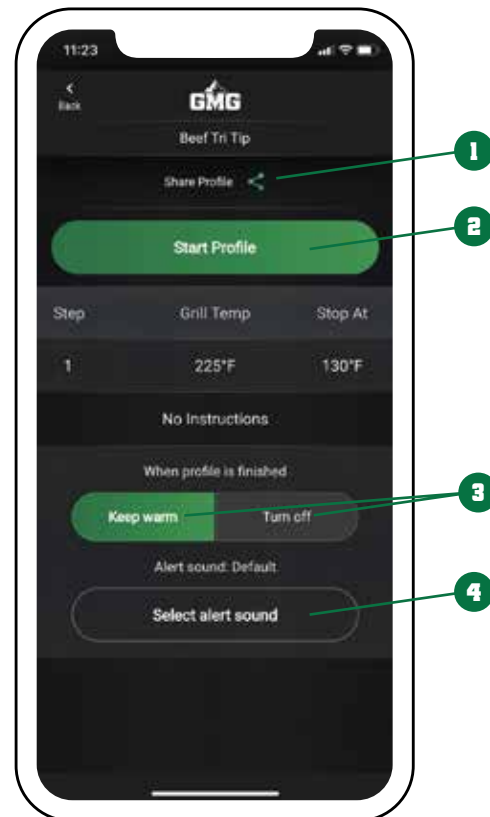 11:23
Back
GMG
Beef Tri Tip
Share Profile
1
Start Profile
2
Step Grill Temp Stop At
1 225°F 130°F
No Instructions
When profile is finished
Keep warm Turn off
3
Alert sound: Default
Select alert sound
4